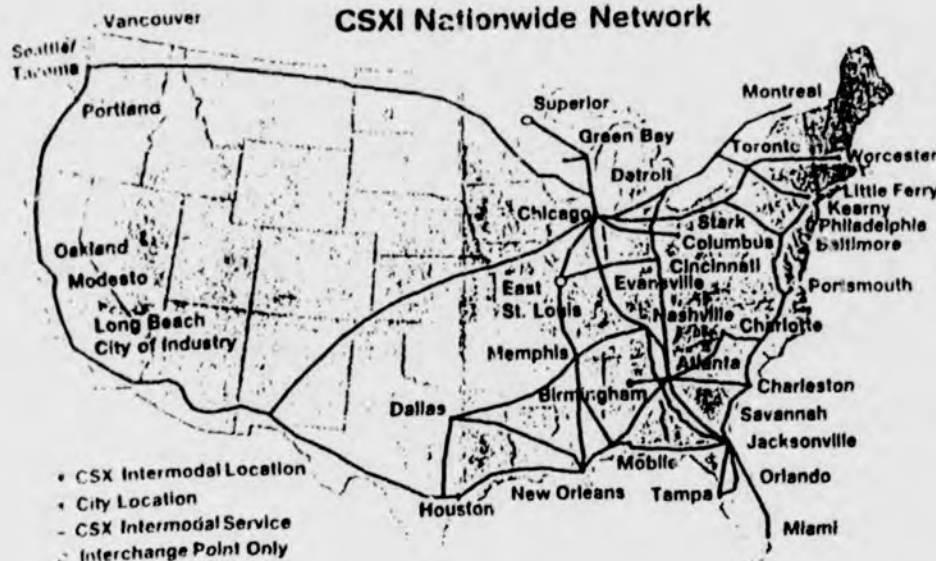 CSXI Nationwide Network
Vancouver
Seattle/
Tacoma
Portland
Superior
Green Bay
Montreal
Toronto
Detroit
Worcester
Little Ferry
Kearny
Philadelphia
Baltimore
Chicago
Stark
Columbus
Cincinnati
Oakland
Modesto
East
St. Louis
Evansville
Portsmouth
Long Beach
City of Industry
Nashville
Charlotte
Memphis
Atlanta
Birmingham
Charleston
Dallas
Savannah
Jacksonville
Mobile
Orlando
New Orleans
Tampa
Houston
Miami
• CSX Intermodal Location
• City Location
- CSX Intermodal Service
Interchange Point Only